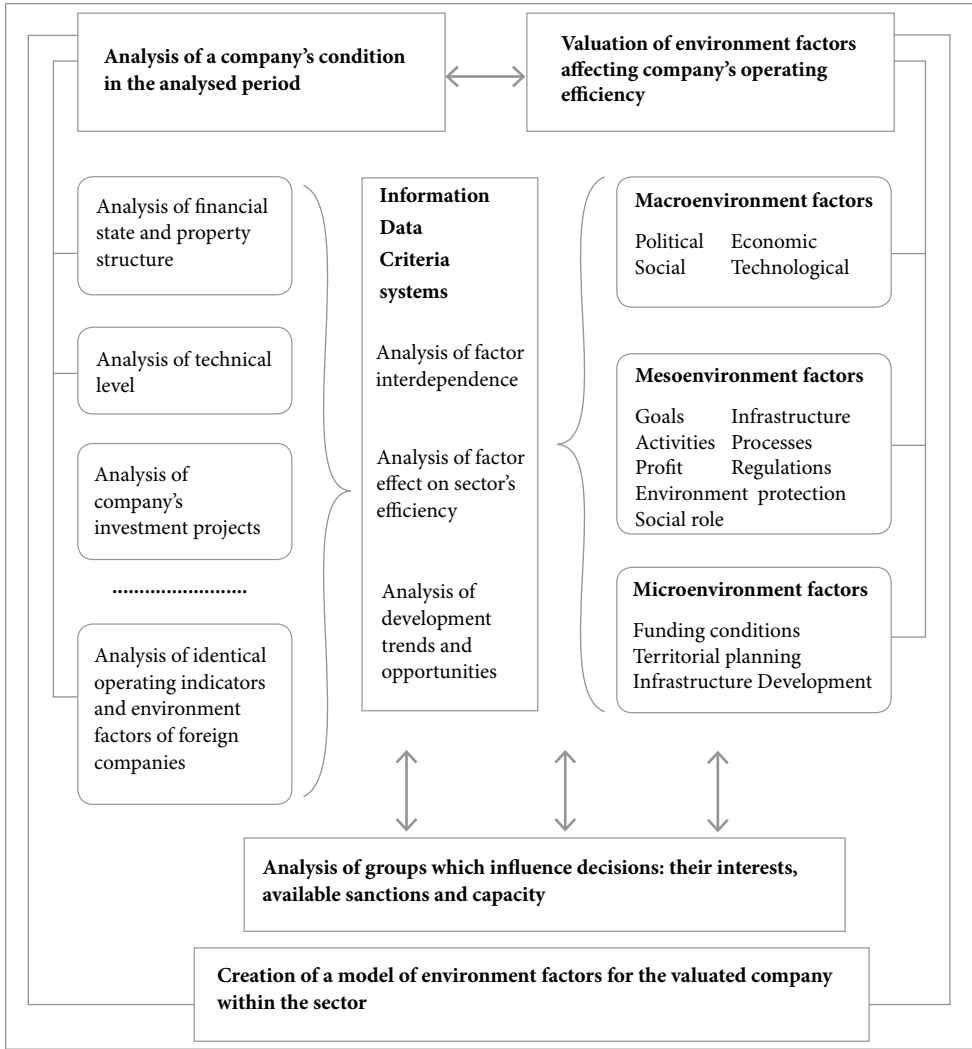 Analysis of a company’s condition
in the analysed period
Valuation of environment factors
affecting company’s operating
efficiency
Analysis of financial
state and property
structure
Analysis of technical
level
Analysis of
company’s
investment projects
........................
Analysis of identical
operating indicators
and environment
factors of foreign
companies
Information
Data
Criteria
systems
Analysis of factor
interdependence
Analysis of factor
effect on sector’s
efficiency
Analysis of
development
trends and
opportunities
Macroenvironment factors
Political Economic
Social Technological
Mesoenvironment factors
Goals Infrastructure
Activities Processes
Profit Regulations
Environment protection
Social role
Microenvironment factors
Funding conditions
Territorial planning
Infrastructure Development
Analysis of groups which influence decisions: their interests,
available sanctions and capacity
Creation of a model of environment factors for the valuated company
within the sector